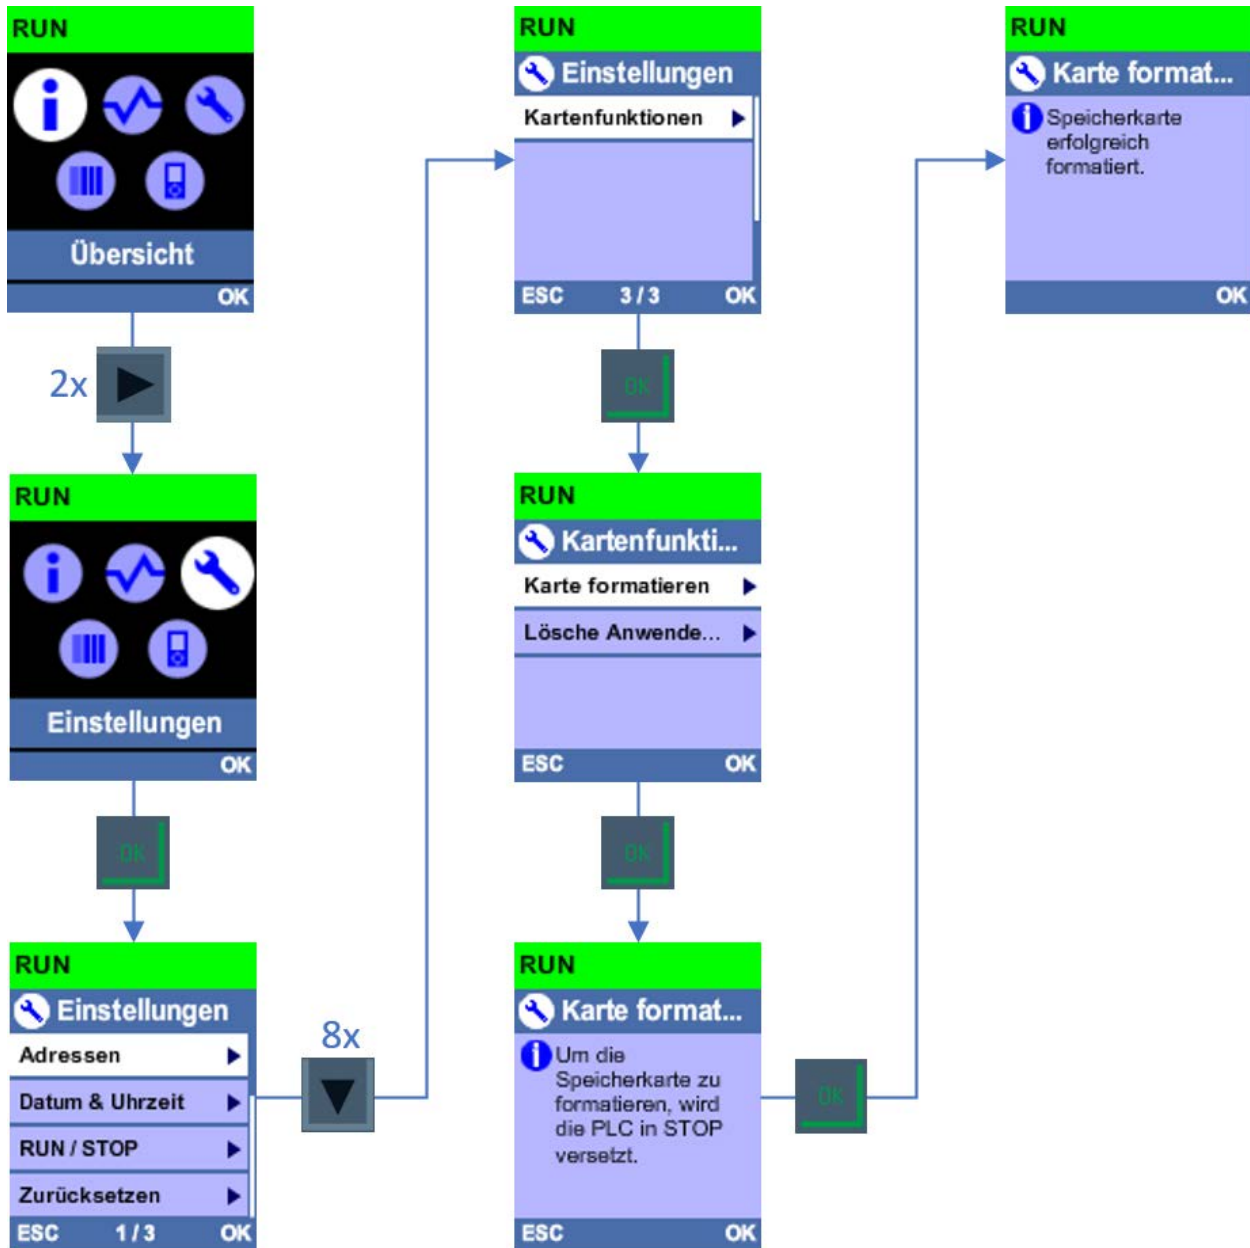 RUN
Übersicht
OK
2x
RUN
Einstellungen
OK
OK
RUN
Einstellungen
Adressen
Datum & Uhrzeit
RUN / STOP
Zurücksetzen
ESC 1 / 3 OK
8x
RUN
Einstellungen
Kartenfunktionen
ESC 3 / 3 OK
OK
RUN
Kartenfunkti...
Karte formatieren
Lösche Anwende...
ESC OK
OK
RUN
Karte format...
Um die
Speicherkarte zu
formatieren, wird
die PLC in STOP
versetzt.
ESC OK
OK
RUN
Karte format...
Speicherkarte
erfolgreich
formatiert.
OK